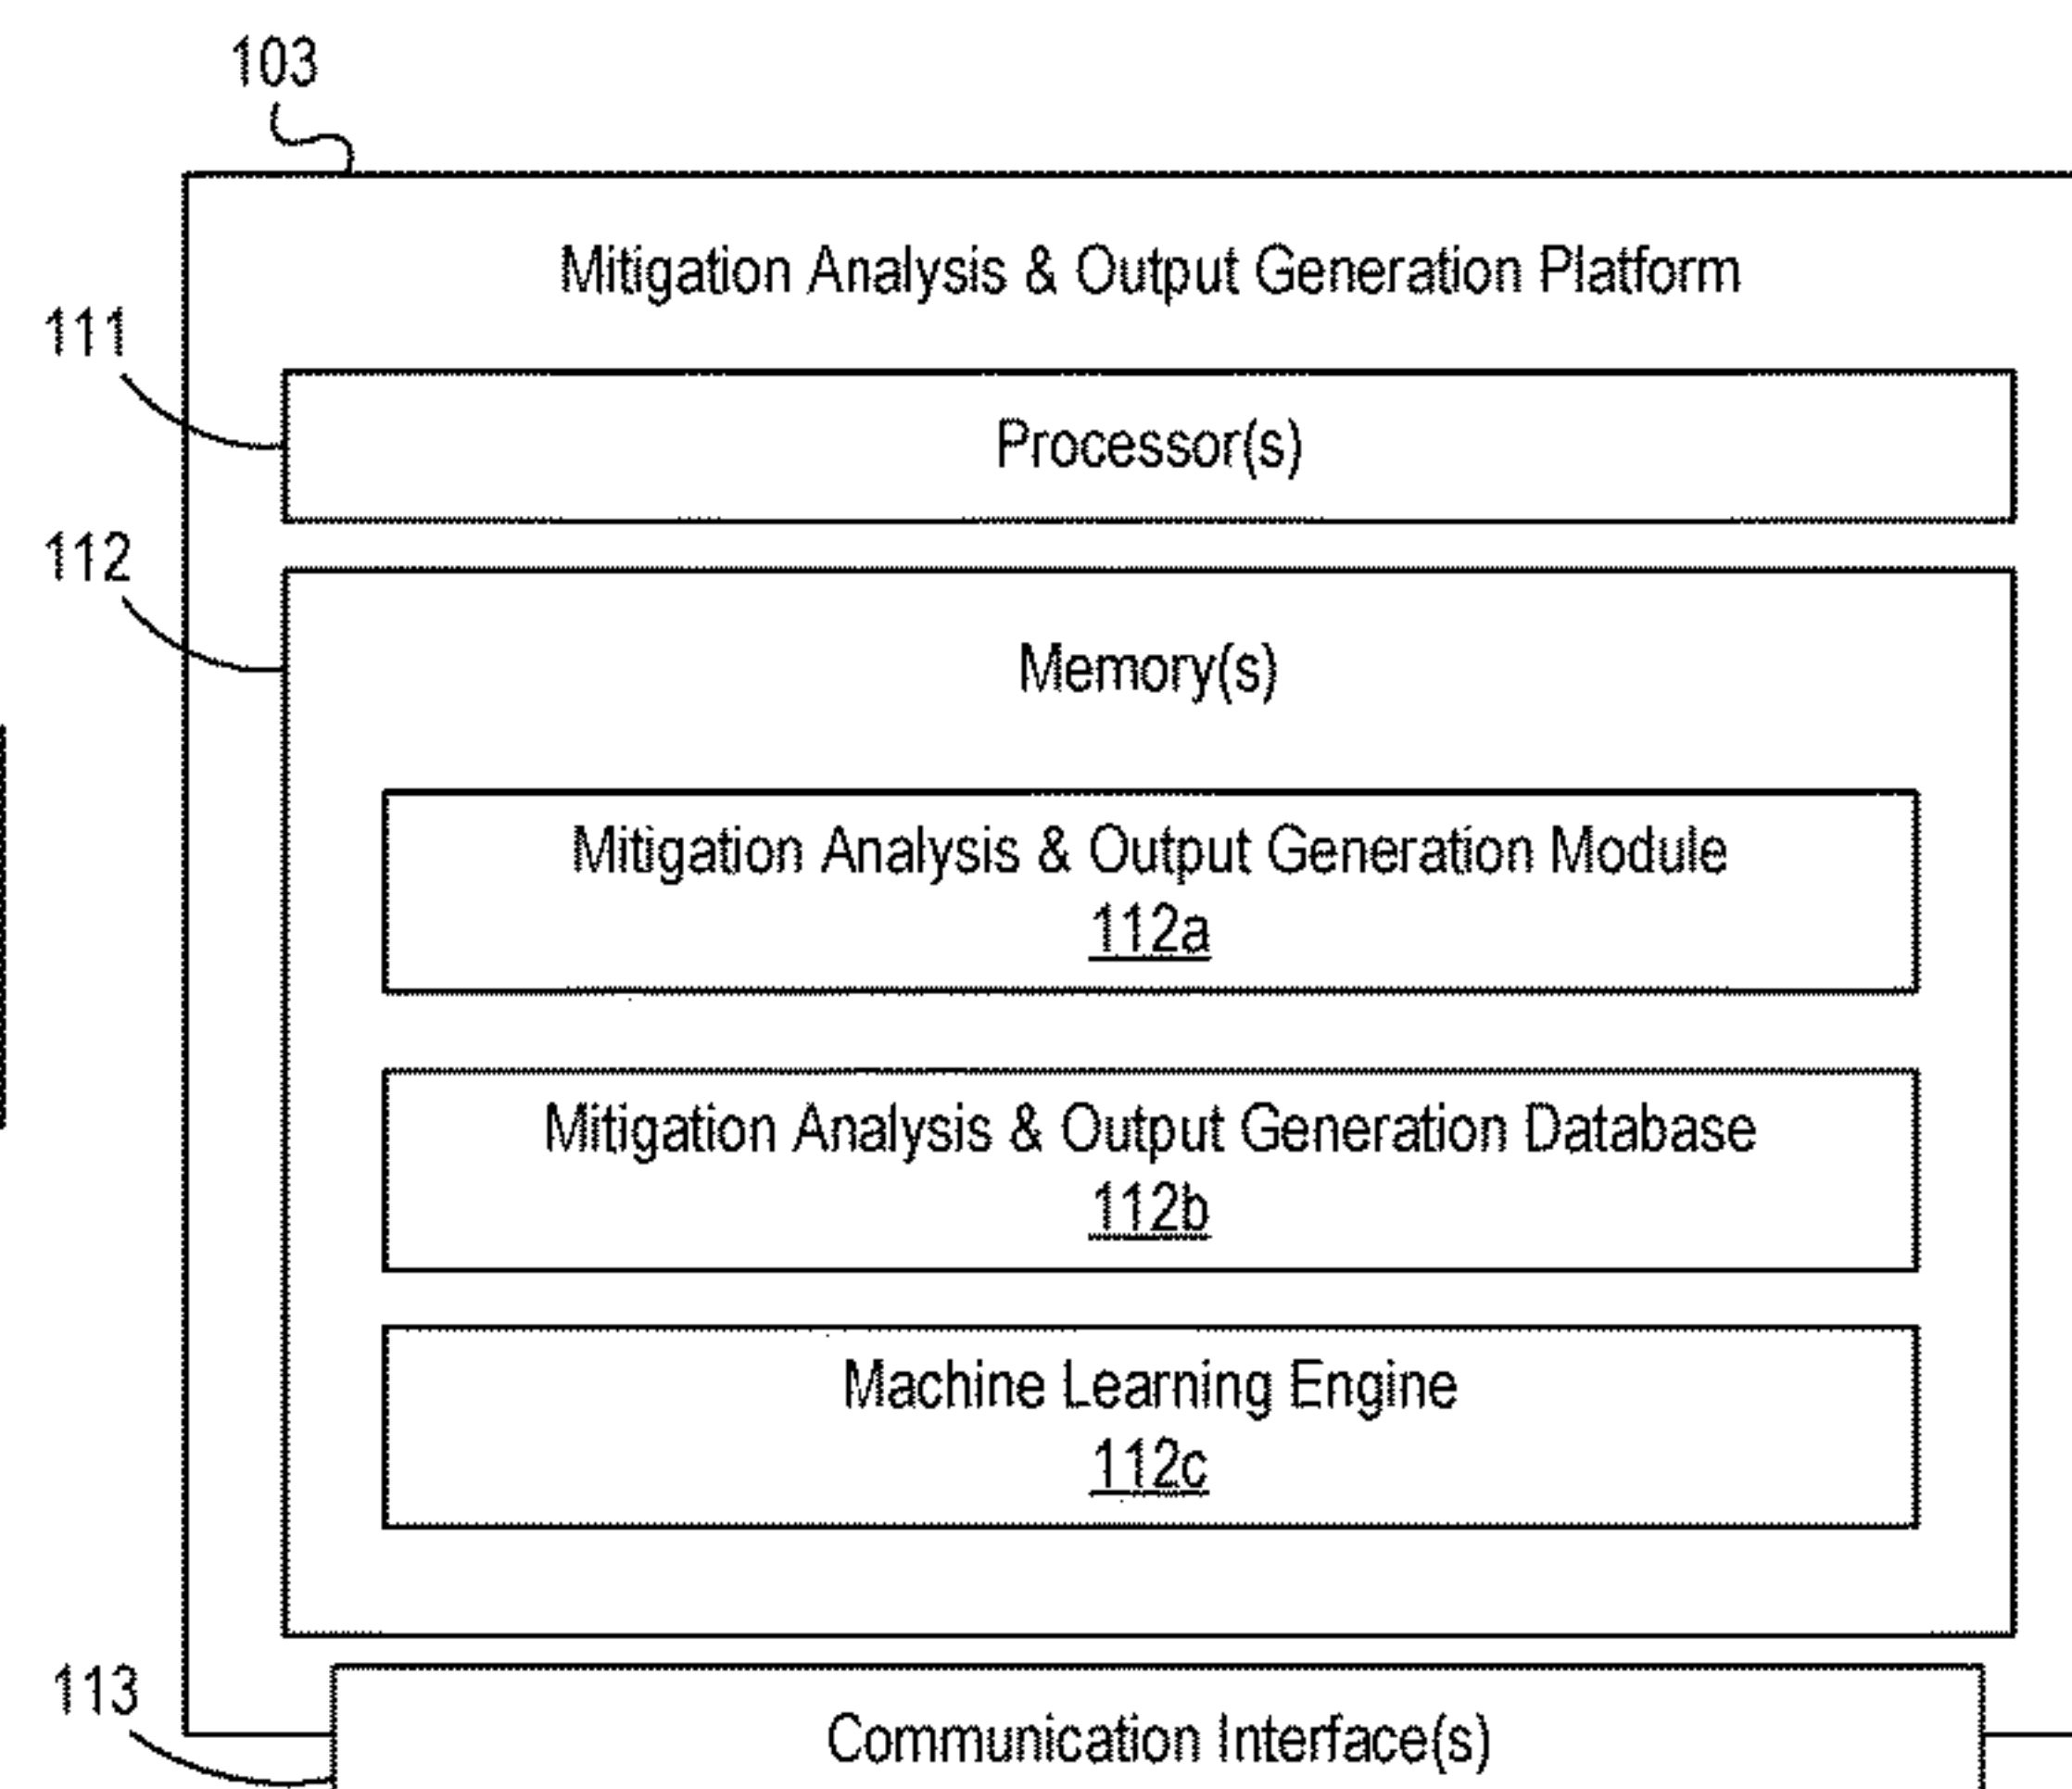 103
Mitigation Analysis & Output Generation Platform
111
Processor(s)
112
Memory(s)
Mitigation Analysis & Output Generation Module
112a
Mitigation Analysis & Output Generation Database
112b
Machine Learning Engine
112c
113
Communication Interface(s)